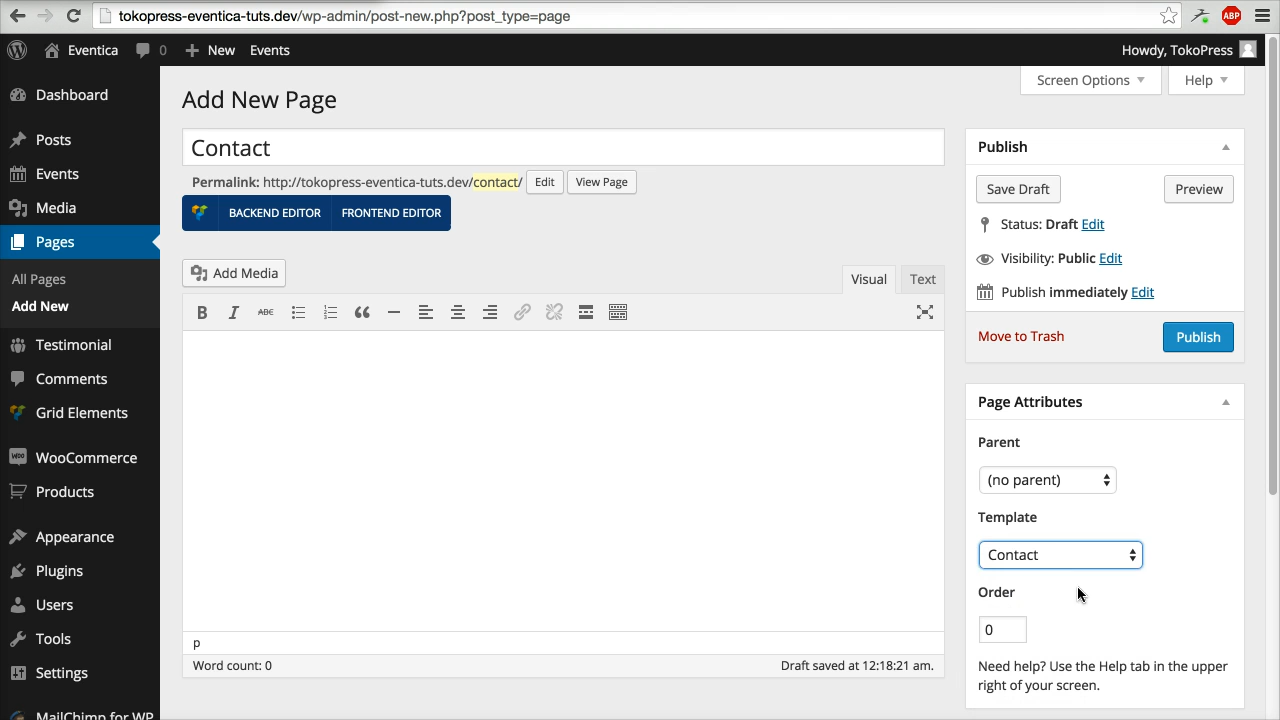 tokopress-eventica-tuts.dev/wp-admin/post-new.php?post_type=page
ABP
Eventica
0
New
Events
Howdy, TokoPress
Dashboard
Posts
Events
Media
Pages
All Pages
Add New
Testimonial
Comments
Grid Elements
WooCommerce
Products
Appearance
Plugins
Users
Tools
Settings
MailChimp for WP
Screen Options
Help
Add New Page
Contact
Permalink: http://tokopress-eventica-tuts.dev/contact/ Edit View Page
BACKEND EDITOR FRONTEND EDITOR
Add Media
Visual Text
B I ABC
p
Word count: 0
Draft saved at 12:18:21 am.
Publish
Save Draft
Preview
Status: Draft Edit
Visibility: Public Edit
Publish immediately Edit
Move to Trash
Publish
Page Attributes
Parent
(no parent)
Template
Contact
Order
0
Need help? Use the Help tab in the upper
right of your screen.